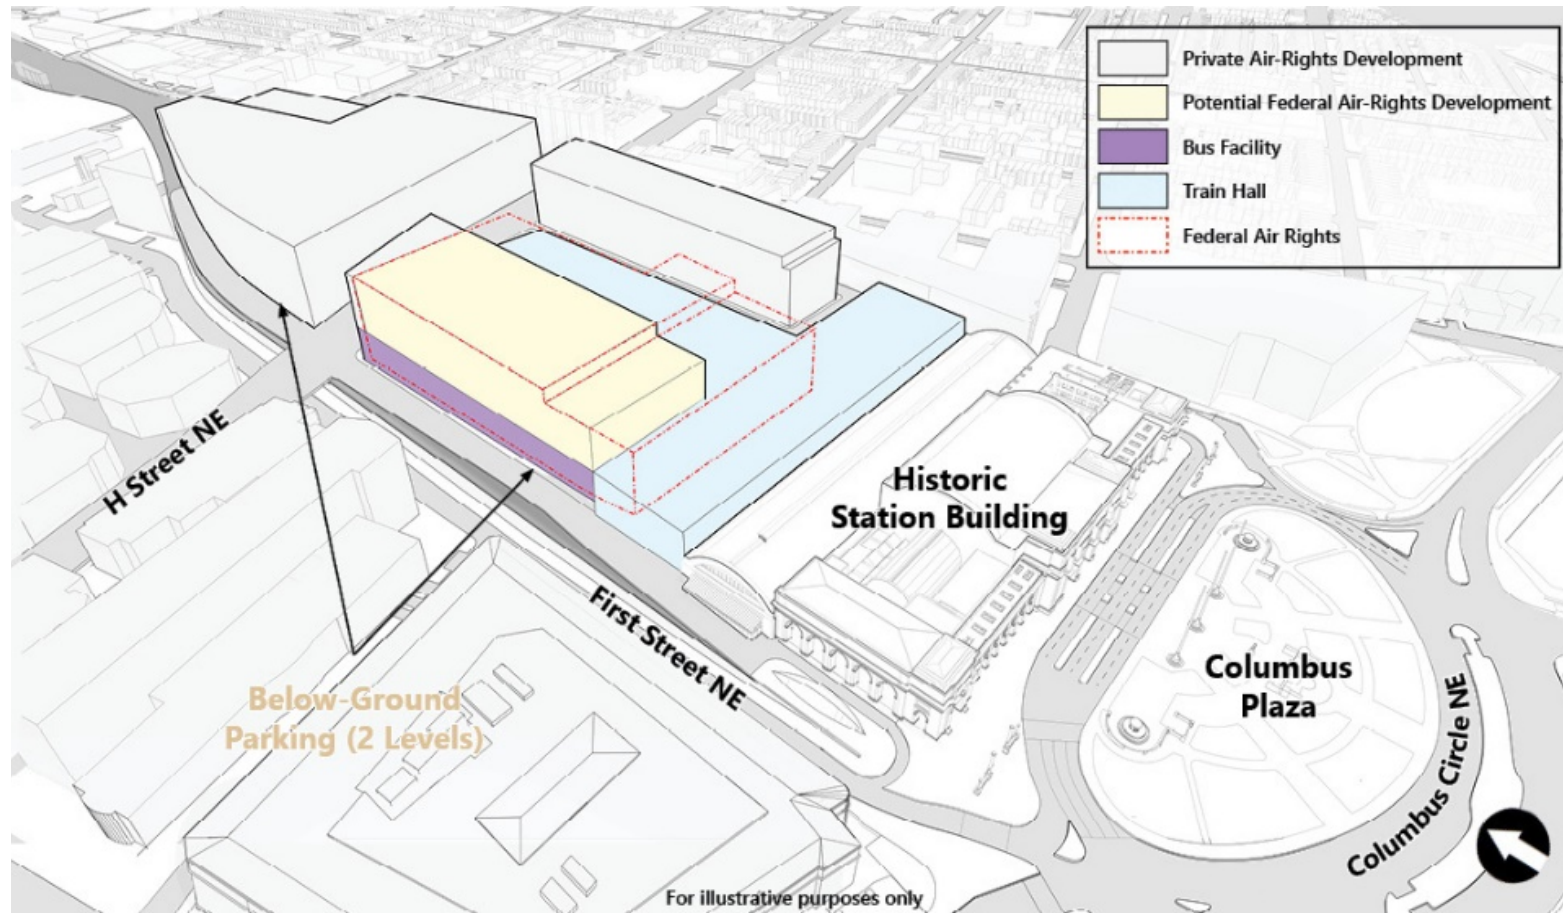 Private Air-Rights Development
Potential Federal Air-Rights Development
Bus Facility
Train Hall
Federal Air Rights
H Street NE
Historic
Station Building
First Street NE
Below-Ground
Parking (2 Levels)
Columbus
Plaza
Columbus Circle NE
For illustrative purposes only